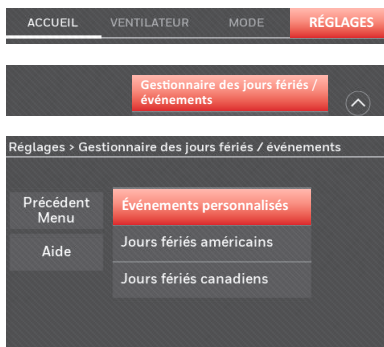 ACCUEIL VENTILATEUR MODE RÉGLAGES
Gestionnaire des jours fériés /
événements
Réglages > Gestionnaire des jours fériés / événements
Précédent
Menu
Événements personnalisés
Aide
Jours fériés américains
Jours fériés canadiens